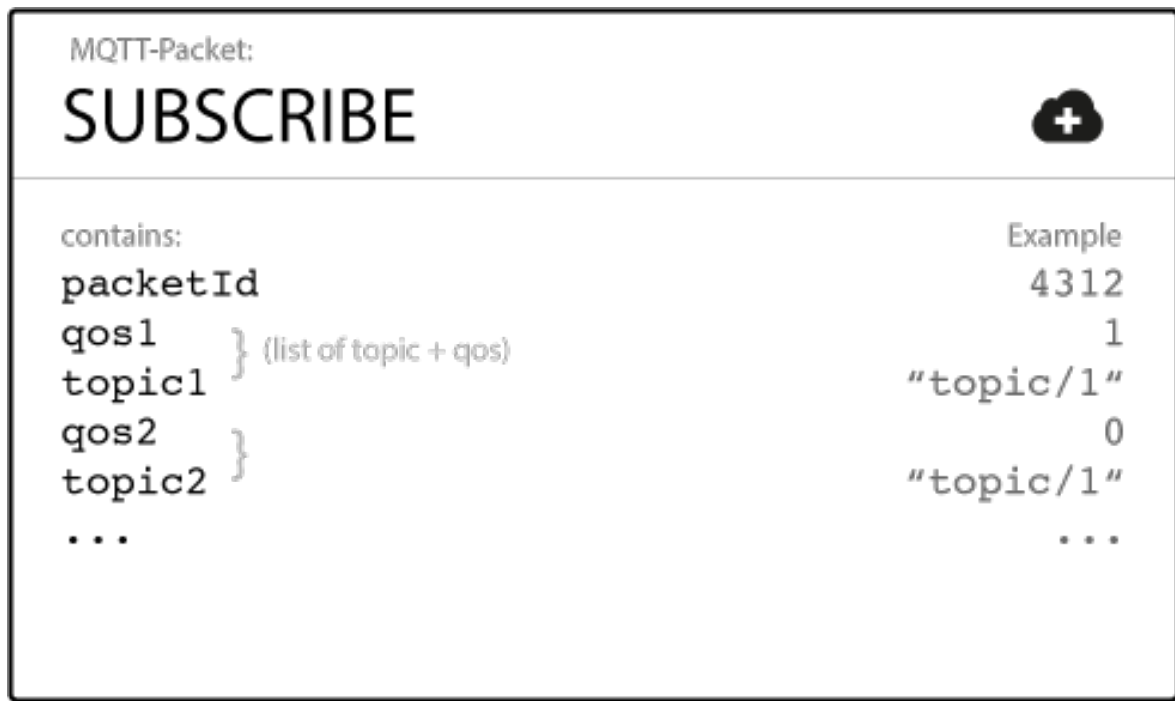 MQTT-Packet:
SUBSCRIBE
contains: Example
packetId 4312
qos1 1
} (list of topic + qos)
topic1 “topic/1“
qos2 0
}
topic2 “topic/1“
... ...